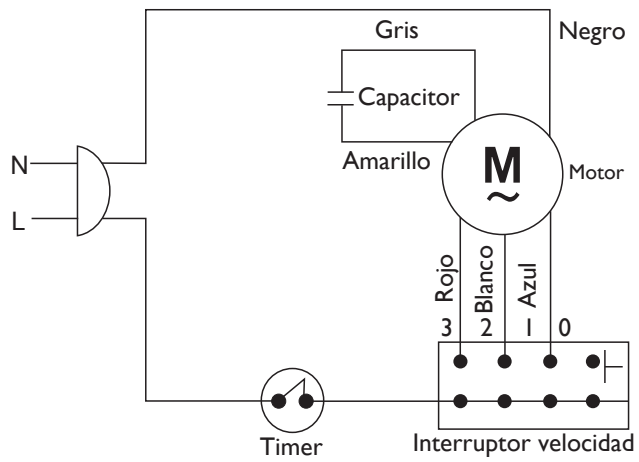 Gris
Negro
Capacitor
Amarillo
N
L
M
~
Motor
Rojo
Blanco
Azul
3 2 1 0
Timer
Interruptor velocidad